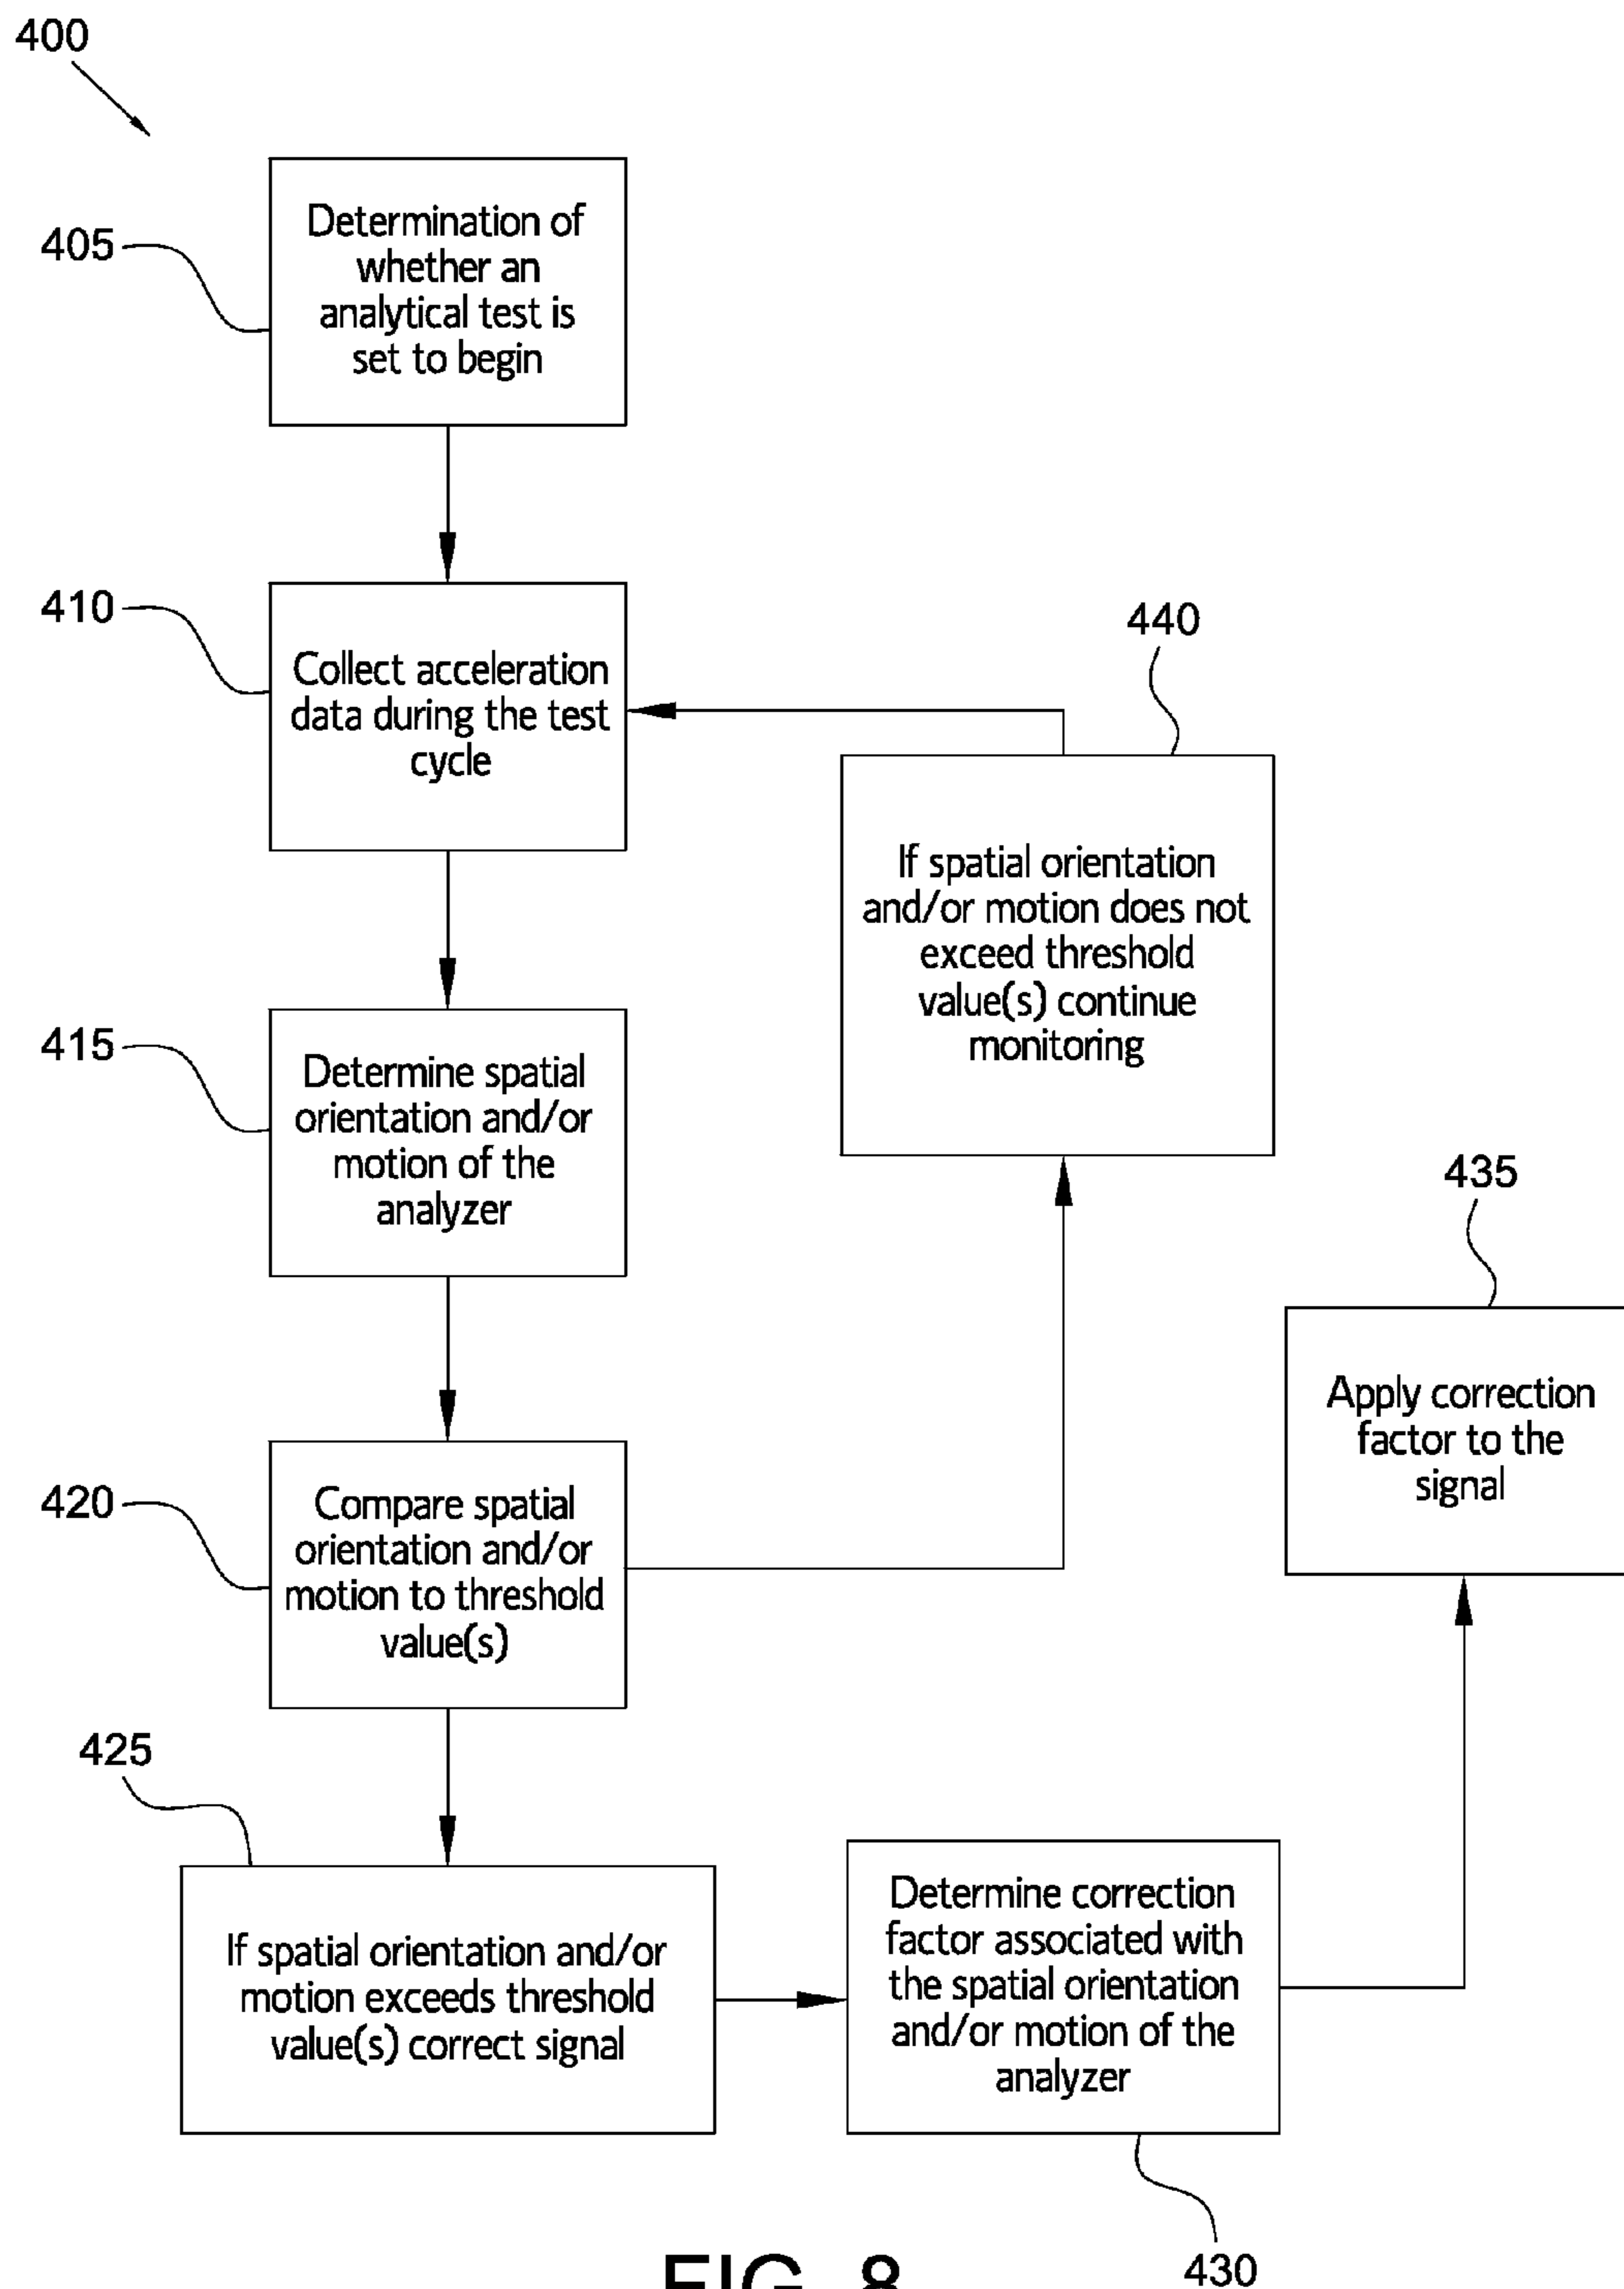 400
405
Determination of
whether an
analytical test is
set to begin
410
Collect acceleration
data during the test
cycle
440
If spatial orientation
and/or motion does not
exceed threshold
value(s) continue
monitoring
415
Determine spatial
orientation and/or
motion of the
analyzer
435
Apply correction
factor to the
signal
420
Compare spatial
orientation and/or
motion to threshold
value(s)
425
If spatial orientation and/or
motion exceeds threshold
value(s) correct signal
Determine correction
factor associated with
the spatial orientation
and/or motion of the
analyzer
430
FIG. 8